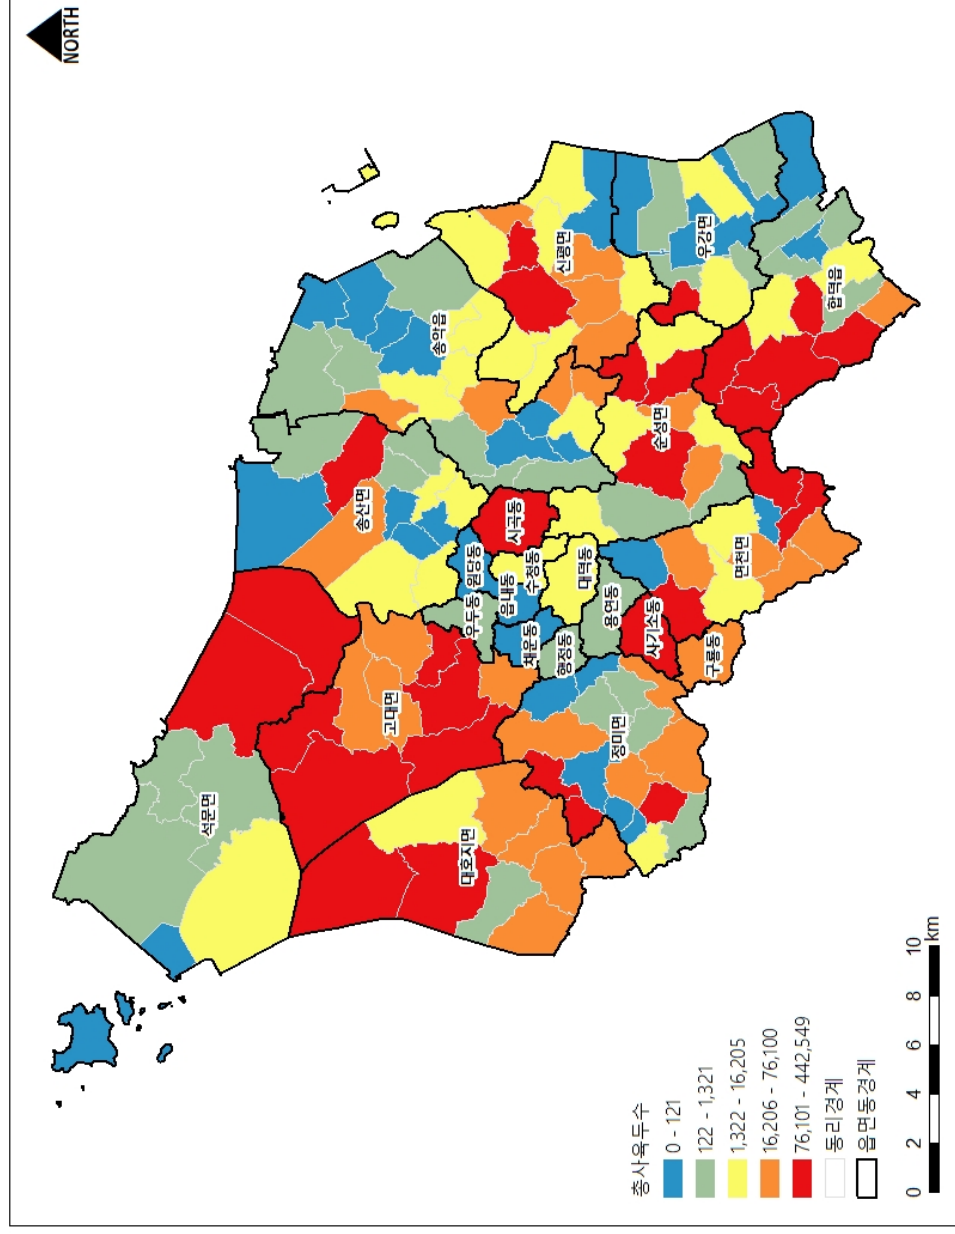 NORTH
석문면
고대면
대호지면
송산면
송악읍
신평면
우강면
합덕읍
순성면
면천면
정미면
시곡동
원당동
우두동
읍내동
수청동
채운동
대덕동
행정동
용연동
사기소동
구룡동
총사육두수
0 - 121
122 - 1,321
1,322 - 16,205
16,206 - 76,100
76,101 - 442,549
동리경계
읍면동경계
0 2 4 6 8 10
km